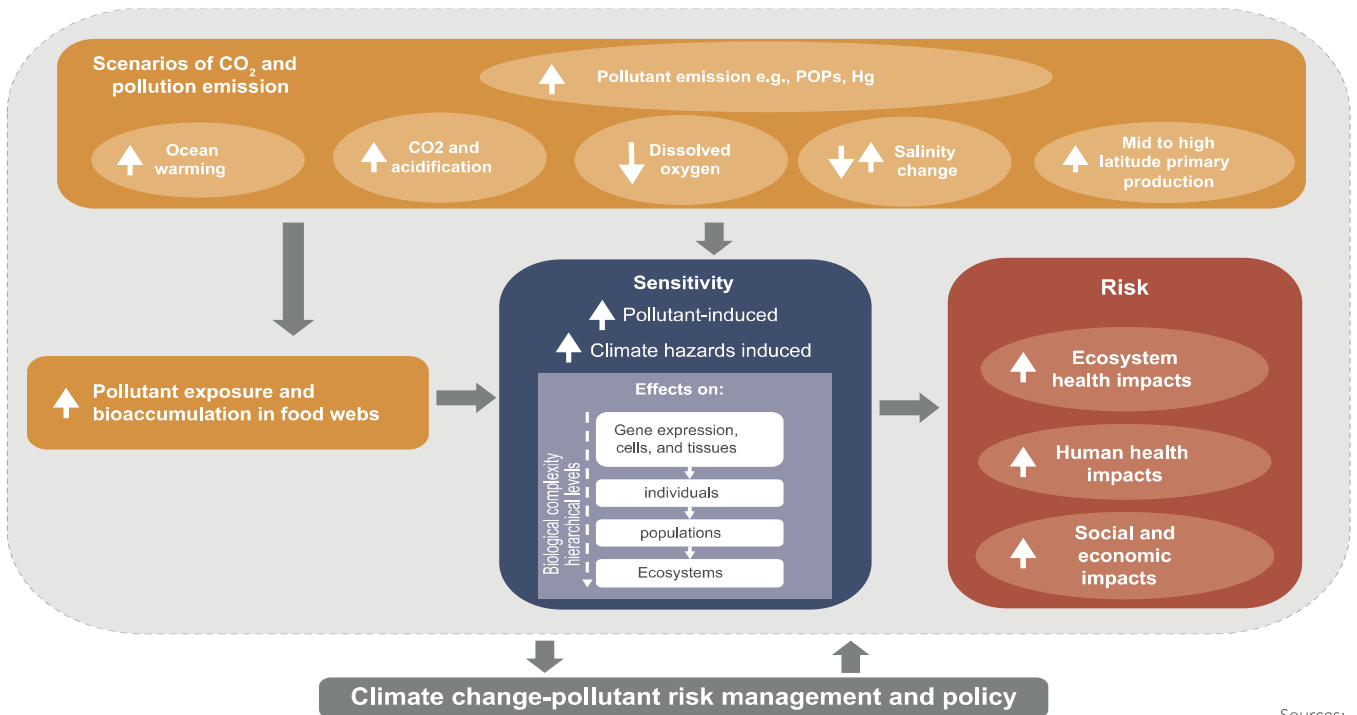 Scenarios of CO₂ and
pollution emission
Pollutant emission e.g., POPs, Hg
Ocean
warming
CO2 and
acidification
Dissolved
oxygen
Salinity
change
Mid to high
latitude primary
production
Pollutant exposure and
bioaccumulation in food webs
Sensitivity
Pollutant-induced
Climate hazards induced
Effects on:
Biological complexity
hierarchical levels
Gene expression,
cells, and tissues
individuals
populations
Ecosystems
Risk
Ecosystem
health impacts
Human health
impacts
Social and
economic
impacts
Climate change-pollutant risk management and policy
Sources: